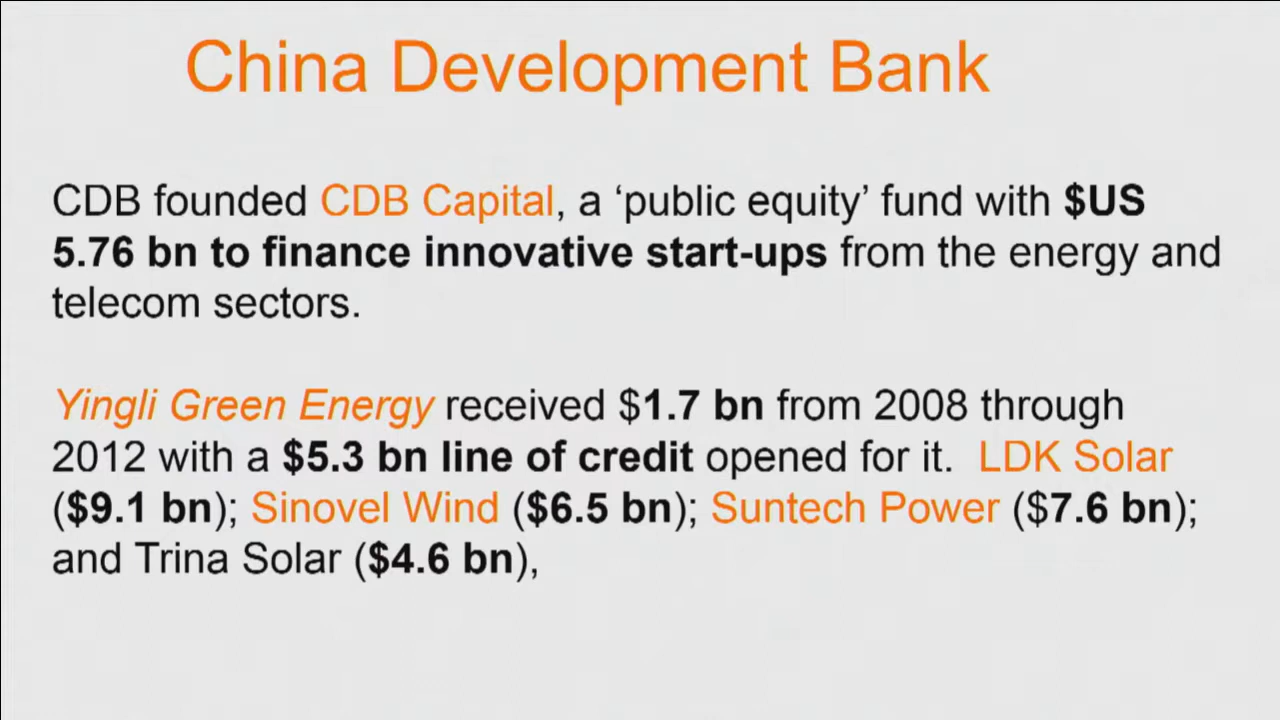 China Development Bank
CDB founded CDB Capital, a ‘public equity’ fund with $US
5.76 bn to finance innovative start-ups from the energy and
telecom sectors.
Yingli Green Energy received $1.7 bn from 2008 through
2012 with a $5.3 bn line of credit opened for it.  LDK Solar
($9.1 bn); Sinovel Wind ($6.5 bn); Suntech Power ($7.6 bn);
and Trina Solar ($4.6 bn),